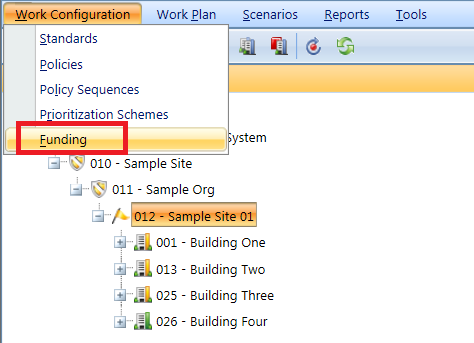 Work Configuration Work Plan Scenarios Reports Tools
Standards
Policies
Policy Sequences
Prioritization Schemes
Funding
System
010 - Sample Site
011 - Sample Org
012 - Sample Site 01
001 - Building One
013 - Building Two
025 - Building Three
026 - Building Four